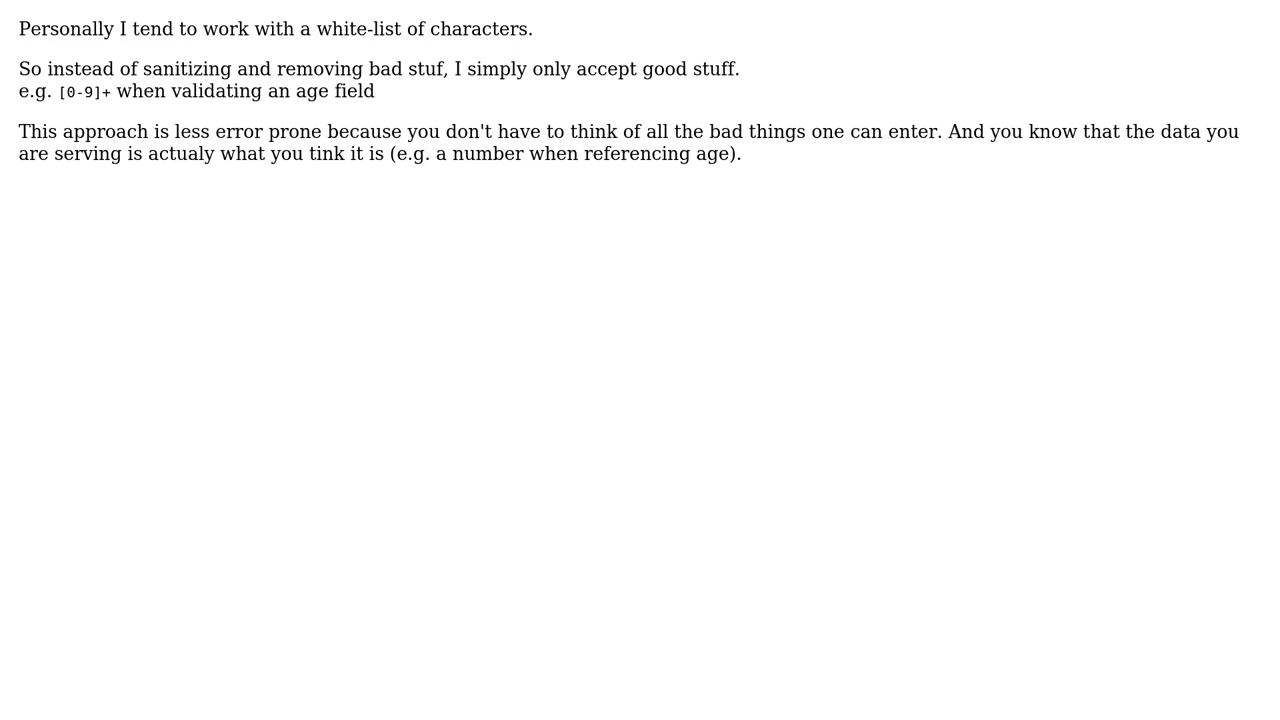 Personally I tend to work with a white-list of characters.
So instead of sanitizing and removing bad stuf, I simply only accept good stuff.
e.g. [0-9]+ when validating an age field
This approach is less error prone because you don't have to think of all the bad things one can enter. And you know that the data you
are serving is actualy what you tink it is (e.g. a number when referencing age).